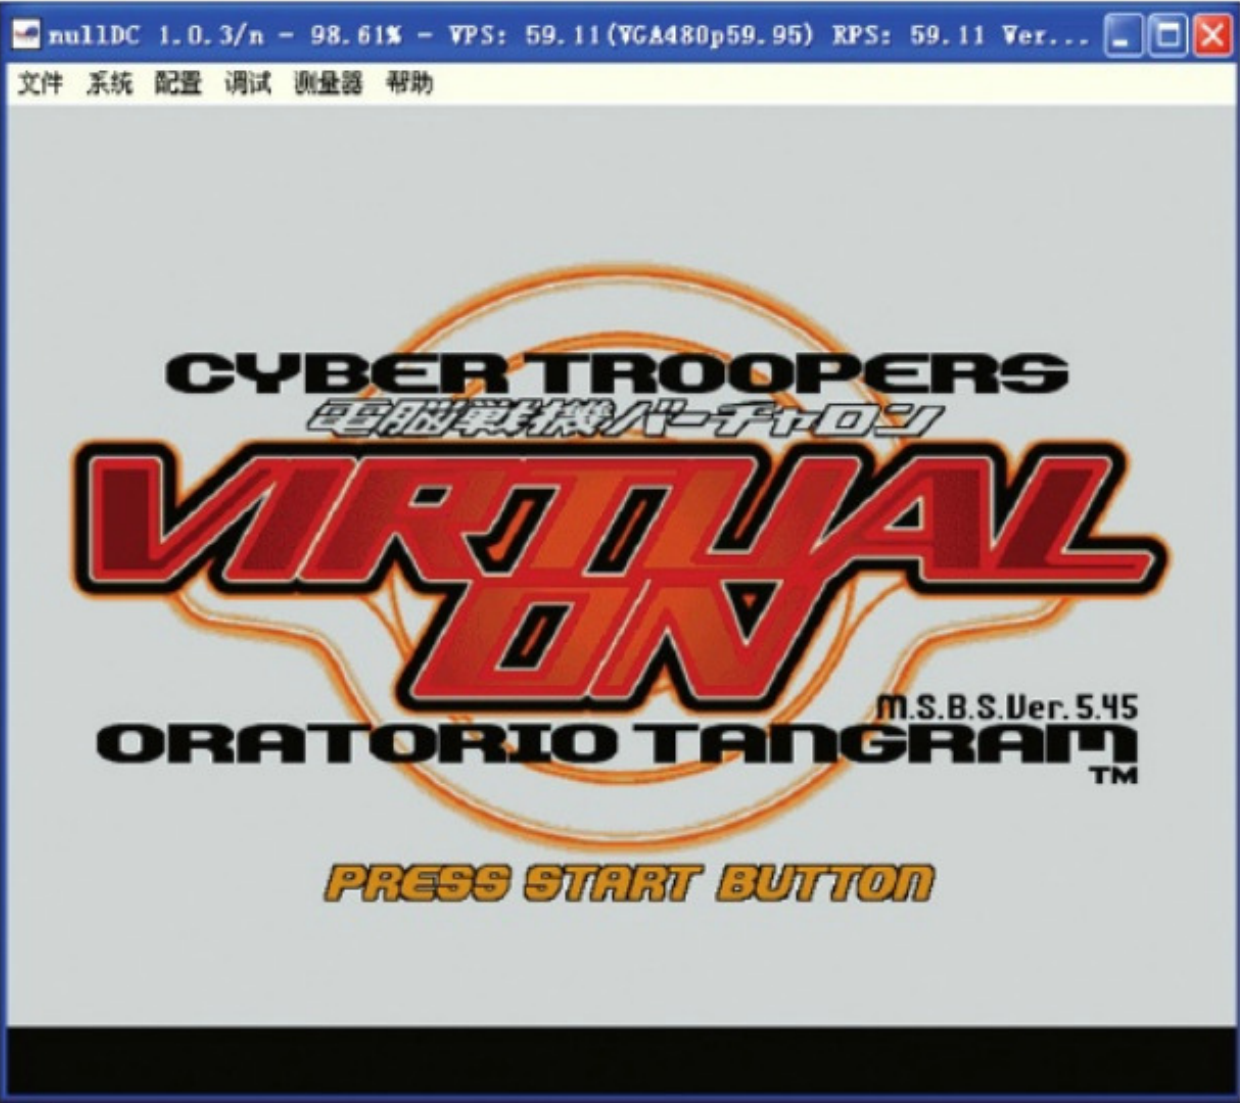 nullDC 1.0.3/n - 98.61% - VPS: 59.11(VGA480p59.95) RPS: 59.11 Ver...
文件 系统 配置 调试 测量器 帮助
CYBER TROOPERS
電脳戦機バーチャロン
VIRTUAL
ON
M.S.B.S.Ver. 5.45
ORATORIO TANGRAM
TM
PRESS START BUTTON